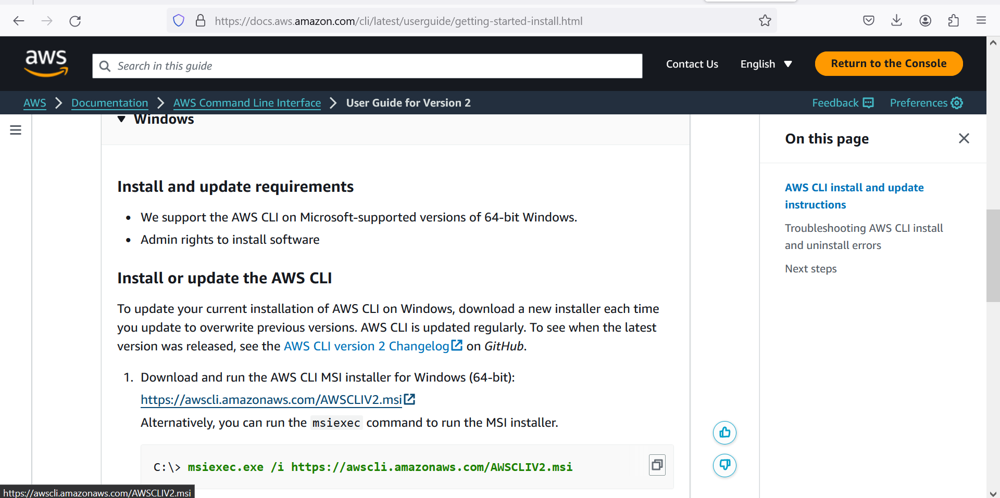 https://docs.aws.amazon.com/cli/latest/userguide/getting-started-install.html
aws
Search in this guide
Contact Us
English
Return to the Console
AWS
Documentation
AWS Command Line Interface
User Guide for Version 2
Feedback
Preferences
Windows
Install and update requirements
• We support the AWS CLI on Microsoft-supported versions of 64-bit Windows.
• Admin rights to install software
Install or update the AWS CLI
To update your current installation of AWS CLI on Windows, download a new installer each time
you update to overwrite previous versions. AWS CLI is updated regularly. To see when the latest
version was released, see the AWS CLI version 2 Changelog on GitHub.
1. Download and run the AWS CLI MSI installer for Windows (64-bit):
https://awscli.amazonaws.com/AWSCLIV2.msi
Alternatively, you can run the msiexec command to run the MSI installer.
C:\> msiexec.exe /i https://awscli.amazonaws.com/AWSCLIV2.msi
On this page
AWS CLI install and update
instructions
Troubleshooting AWS CLI install
and uninstall errors
Next steps
https://awscli.amazonaws.com/AWSCLIV2.msi